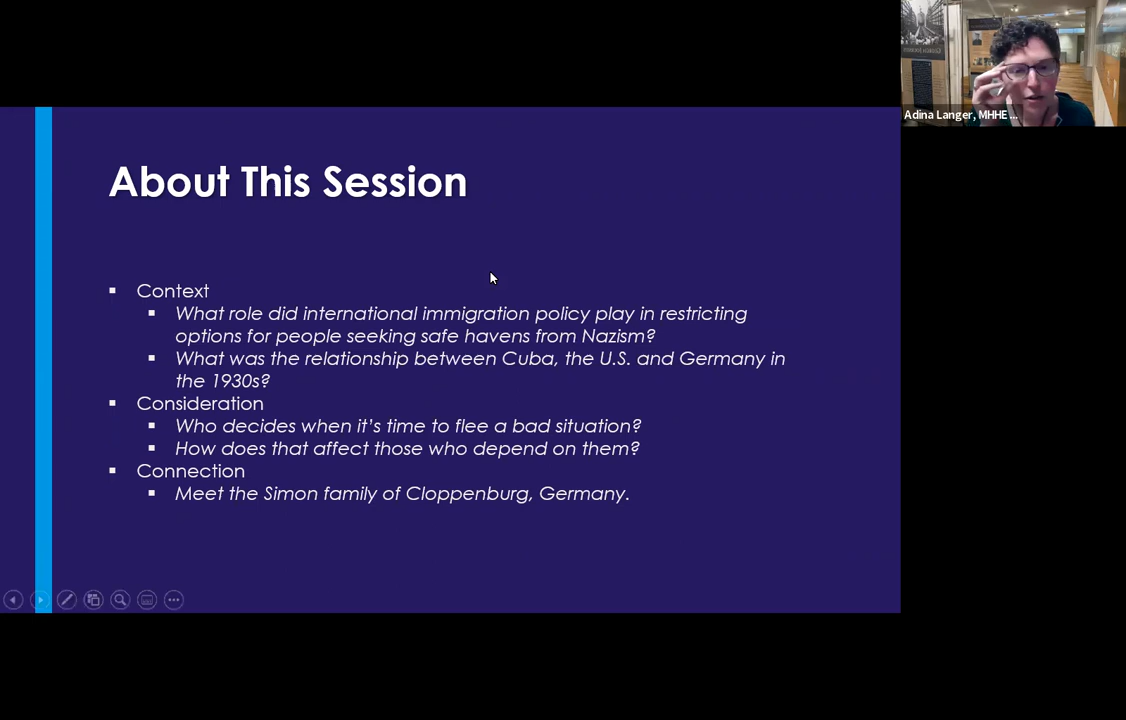 Adina Langer, MHHE ...
About This Session
▪ Context
▪ What role did international immigration policy play in restricting
options for people seeking safe havens from Nazism?
▪ What was the relationship between Cuba, the U.S. and Germany in
the 1930s?
▪ Consideration
▪ Who decides when it’s time to flee a bad situation?
▪ How does that affect those who depend on them?
▪ Connection
▪ Meet the Simon family of Cloppenburg, Germany.